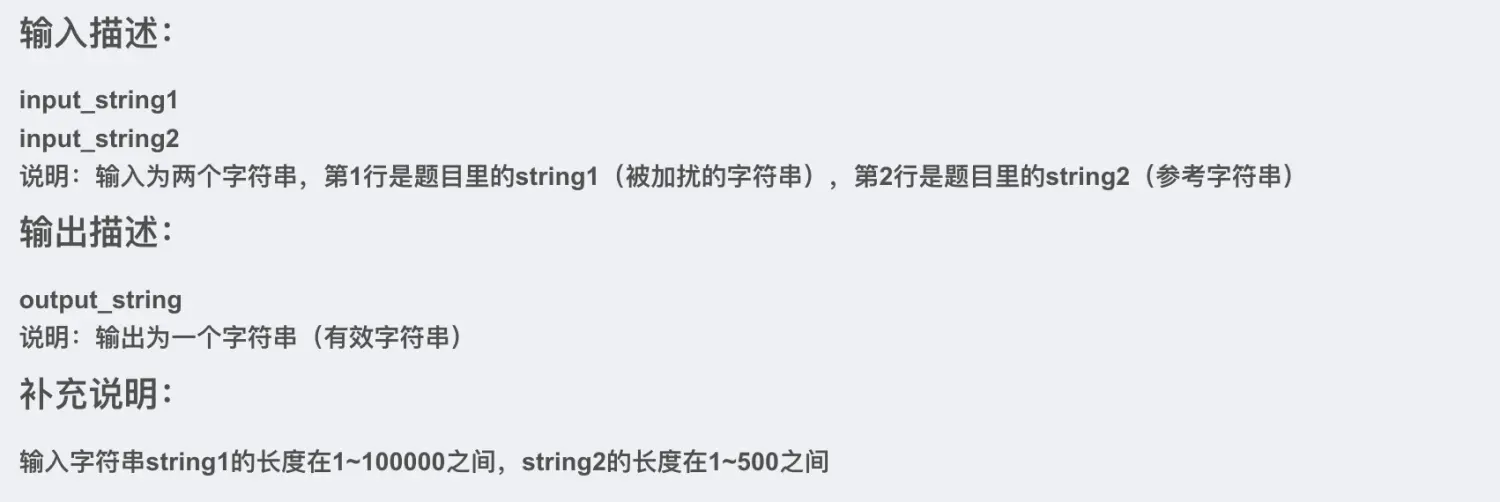 输入描述：
input_string1
input_string2
说明：输入为两个字符串，第1行是题目里的string1（被加扰的字符串），第2行是题目里的string2（参考字符串）
输出描述：
output_string
说明：输出为一个字符串（有效字符串）
补充说明：
输入字符串string1的长度在1~100000之间，string2的长度在1~500之间